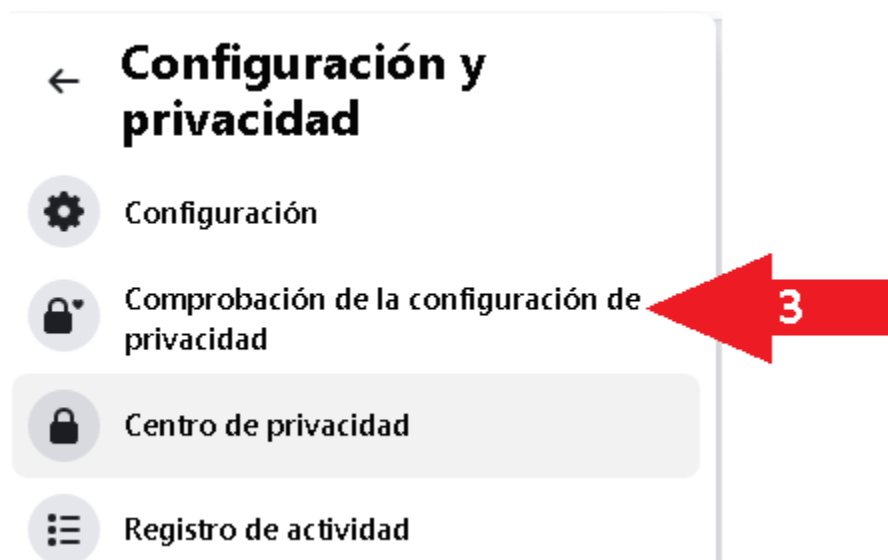 Configuración y
privacidad
Configuración
Comprobación de la configuración de
privacidad
3
Centro de privacidad
Registro de actividad